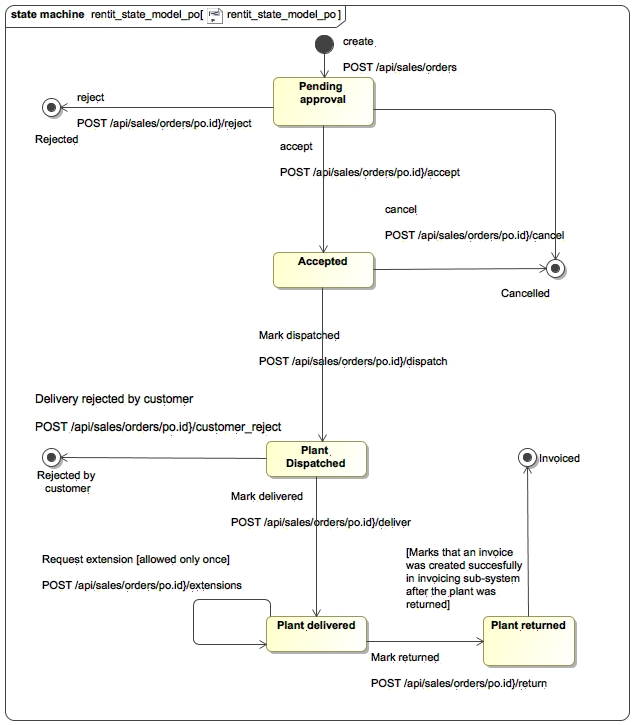 state machine rentit_state_model_po[ rentit_state_model_po ]
create
POST /api/sales/orders
Pending
approval
reject
POST /api/sales/orders/po.id}/reject
Rejected
accept
POST /api/sales/orders/po.id}/accept
cancel
POST /api/sales/orders/po.id}/cancel
Accepted
Cancelled
Mark dispatched
POST /api/sales/orders/po.id}/dispatch
Delivery rejected by customer
POST /api/sales/orders/po.id}/customer_reject
Plant
Dispatched
Rejected by
customer
Invoiced
Mark delivered
POST /api/sales/orders/po.id}/deliver
Request extension [allowed only once]
POST /api/sales/orders/po.id}/extensions
[Marks that an invoice
was created succesfully
in invoicing sub-system
after the plant was
returned]
Plant delivered
Plant returned
Mark returned
POST /api/sales/orders/po.id}/return